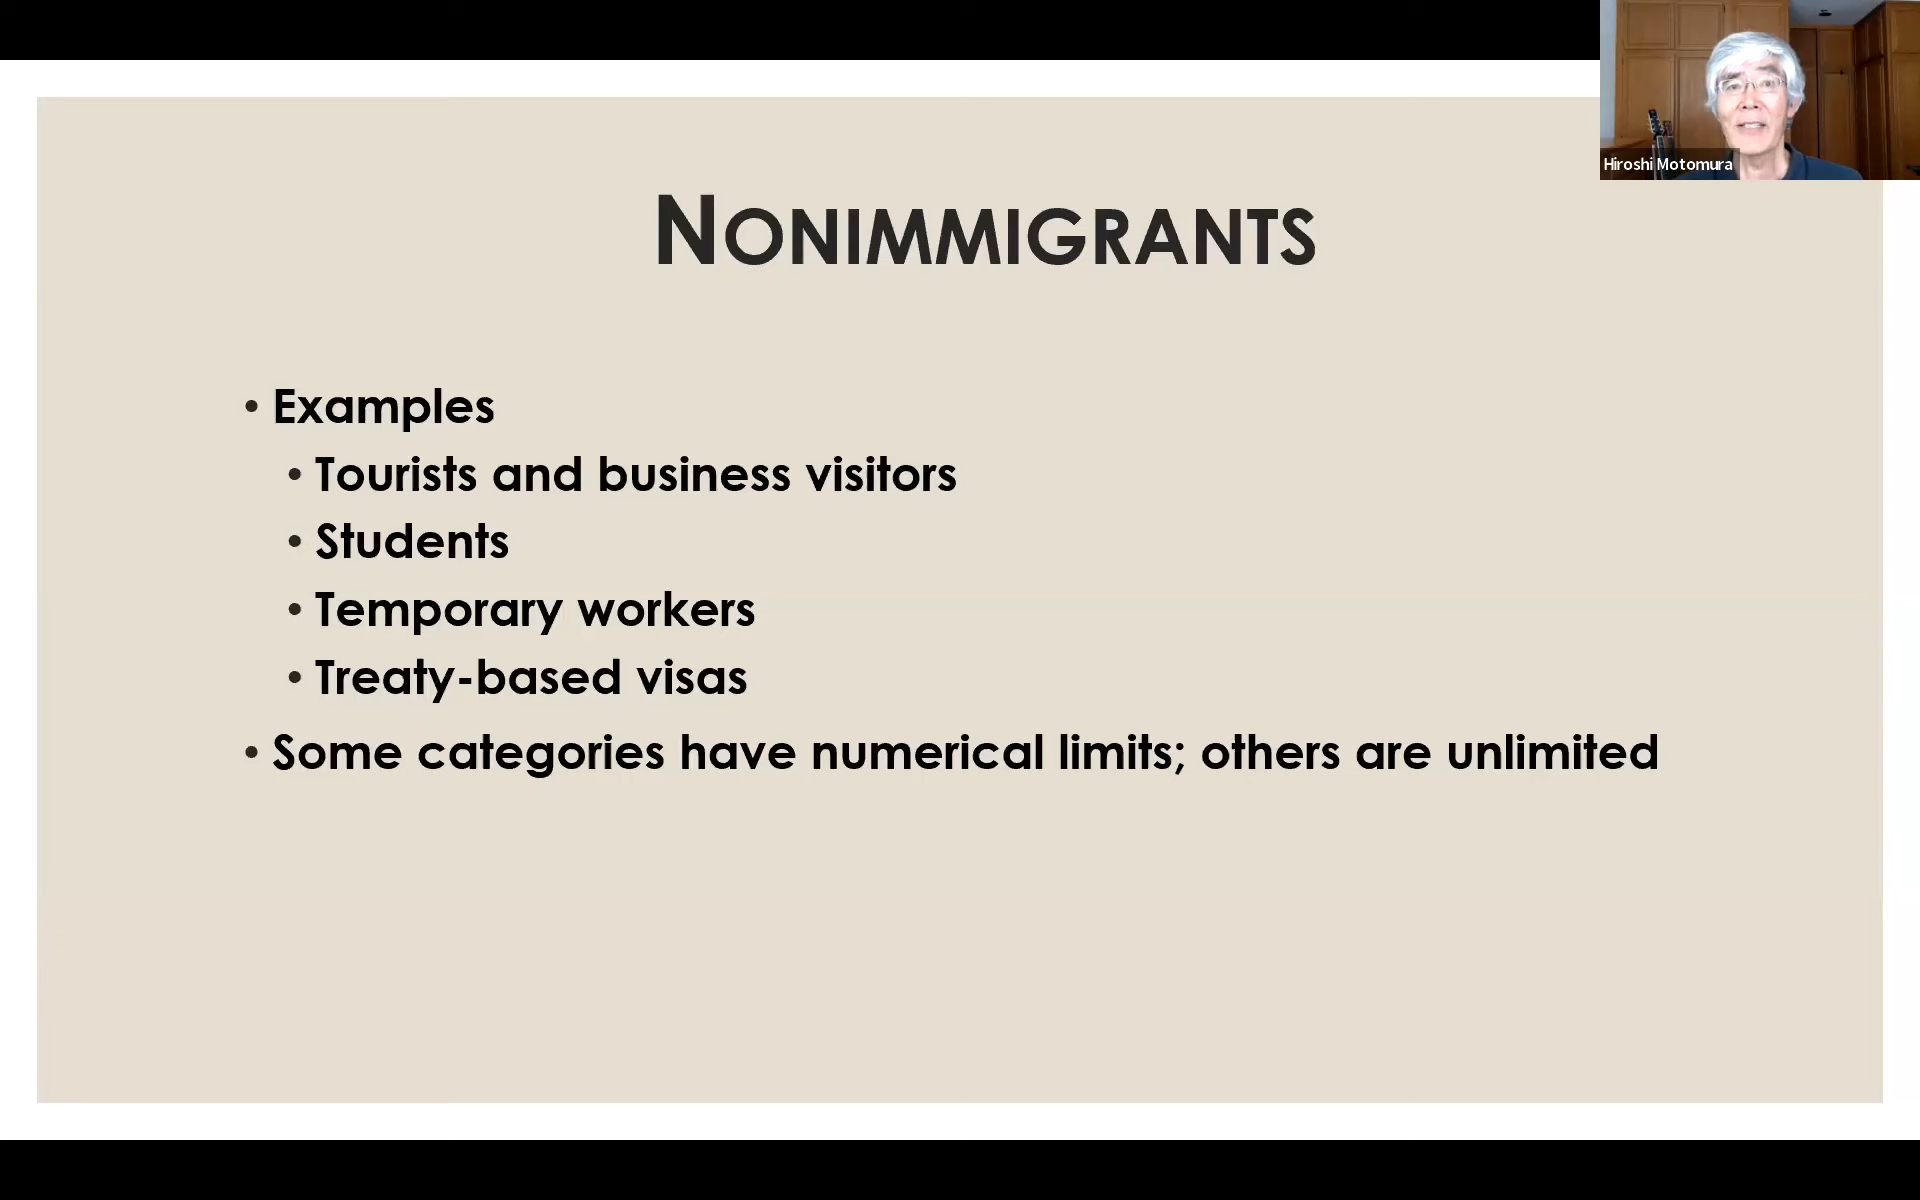 Hiroshi Motomura
NONIMMIGRANTS
• Examples
• Tourists and business visitors
• Students
• Temporary workers
• Treaty-based visas
• Some categories have numerical limits; others are unlimited